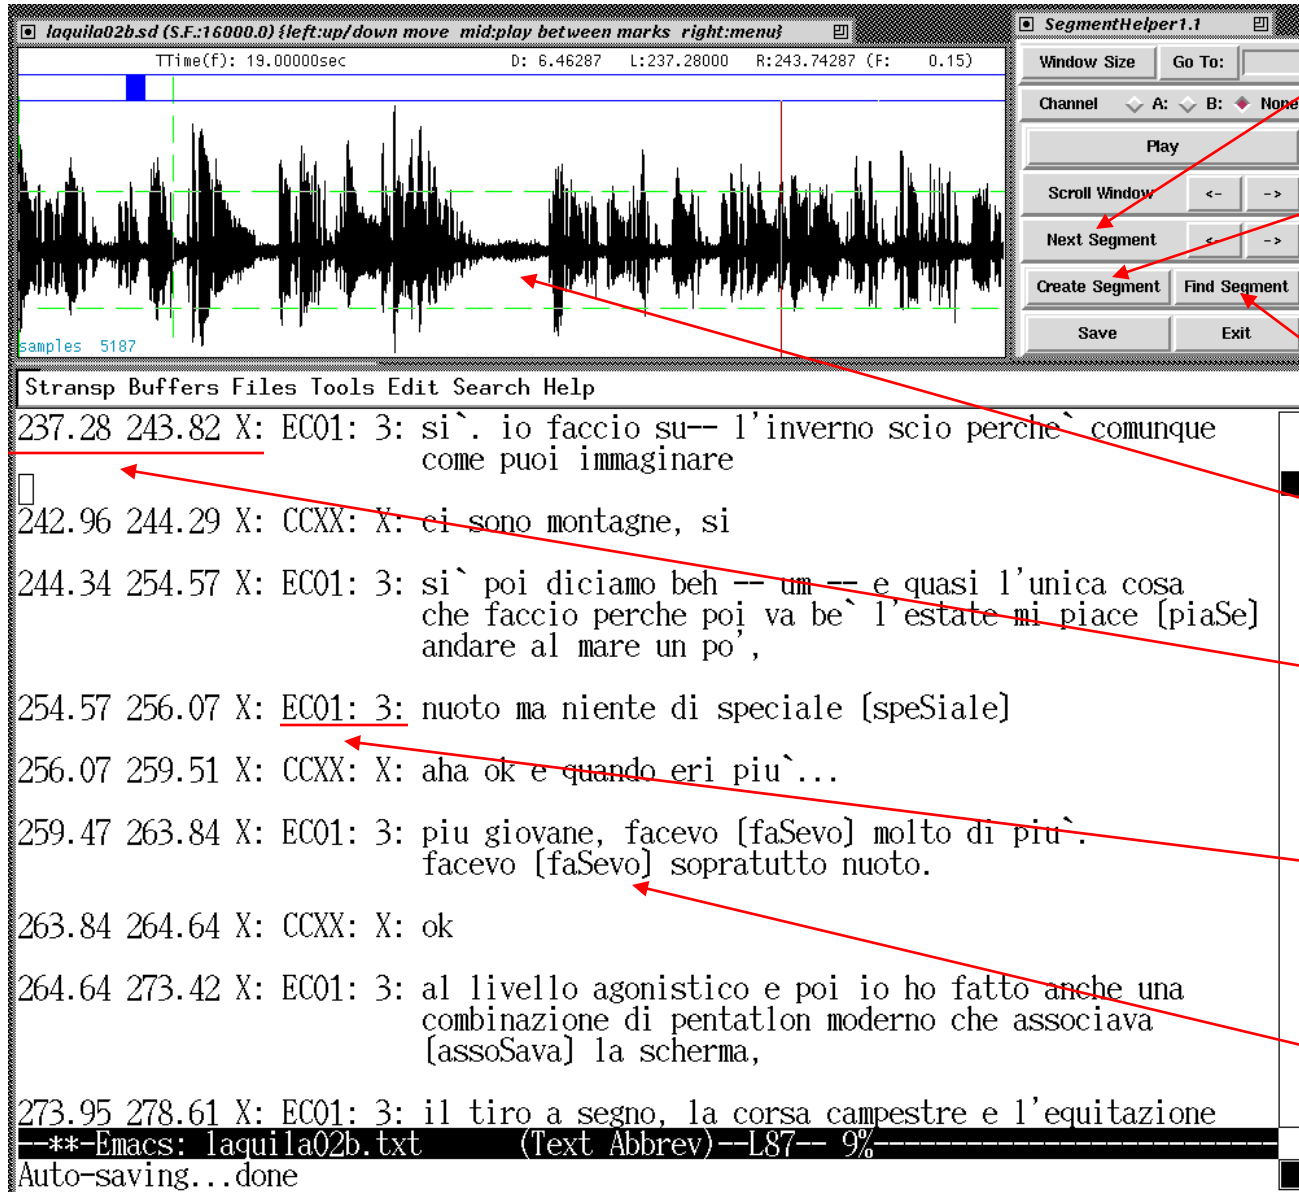 laquila02b.sd (S.F.:16000.0) {left:up/down move mid:play between marks right:menu}
TTime(f): 19.00000sec D: 6.46287 L:237.28000 R:243.74287 (F: 0.15)
samples 5187
SegmentHelper1.1
Window Size Go To:
Channel A: B: None
Play
Scroll Window <- ->
Next Segment <- ->
Create Segment Find Segment
Save Exit
Stransp Buffers Files Tools Edit Search Help
237.28 243.82 X: EC01: 3: si`. io faccio su-- l'inverno scio perche` comunque
come puoi immaginare
242.96 244.29 X: CCXX: X: ci sono montagne, si
244.34 254.57 X: EC01: 3: si` poi diciamo beh -- um -- e quasi l'unica cosa
che faccio perche poi va be` l'estate mi piace [piaSe]
andare al mare un po',
254.57 256.07 X: EC01: 3: nuoto ma niente di speciale [speSiale]
256.07 259.51 X: CCXX: X: aha ok e quando eri piu`...
259.47 263.84 X: EC01: 3: piu giovane, facevo [faSevo] molto di piu`.
facevo [faSevo] sopratutto nuoto.
263.84 264.64 X: CCXX: X: ok
264.64 273.42 X: EC01: 3: al livello agonistico e poi io ho fatto anche una
combinazione di pentatlon moderno che associava
[assoSava] la scherma,
273.95 278.61 X: EC01: 3: il tiro a segno, la corsa campestre e l'equitazione
--**-Emacs: laquila02b.txt (Text Abbrev)--L87-- 9%----------------------------
Auto-saving...done